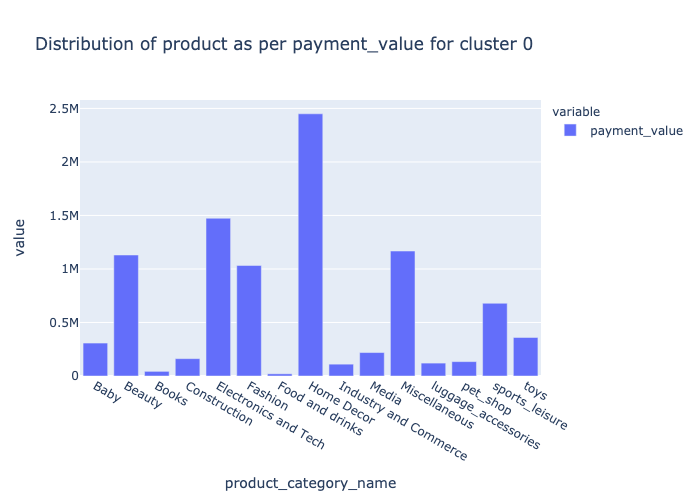 Distribution of product as per payment_value for cluster 0
variable
payment_value
value
2.5M
2M
1.5M
1M
0.5M
0
Baby
Beauty
Books
Construction
Electronics and Tech
Fashion
Food and drinks
Home Decor
Industry and Commerce
Media
Miscellaneous
luggage_accessories
pet_shop
sports_leisure
toys
product_category_name